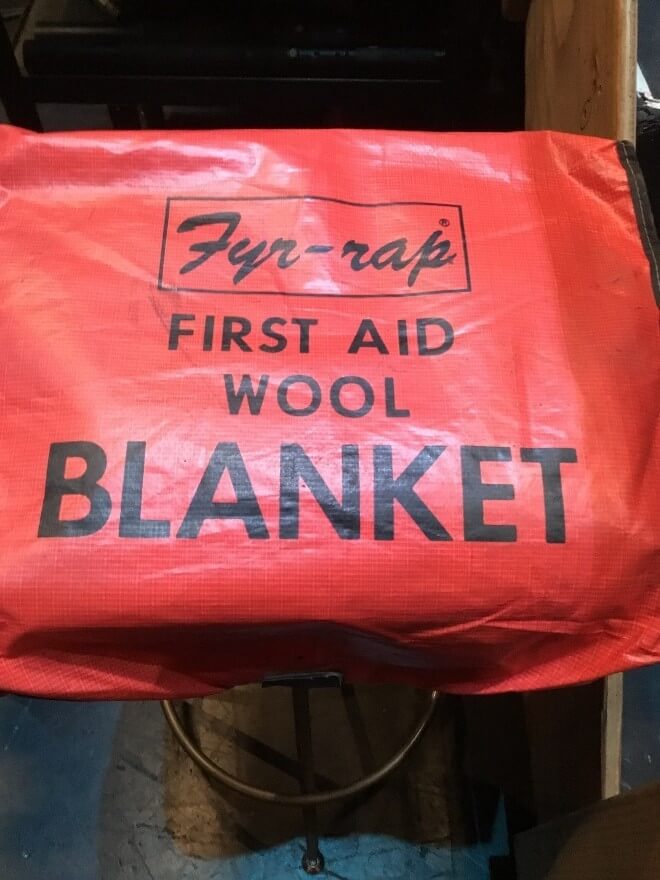 Fyr-rap®
FIRST AID
WOOL
BLANKET